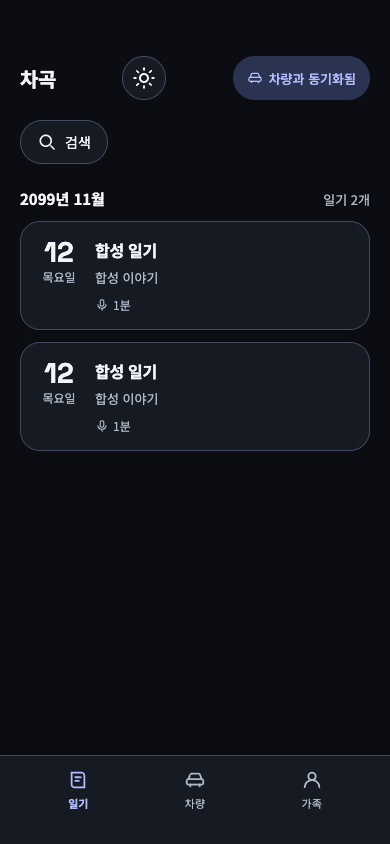 차곡
차량과 동기화됨
검색
2099년 11월
일기 2개
12
목요일
합성 일기
합성 이야기
1분
12
목요일
합성 일기
합성 이야기
1분
일기
차량
가족